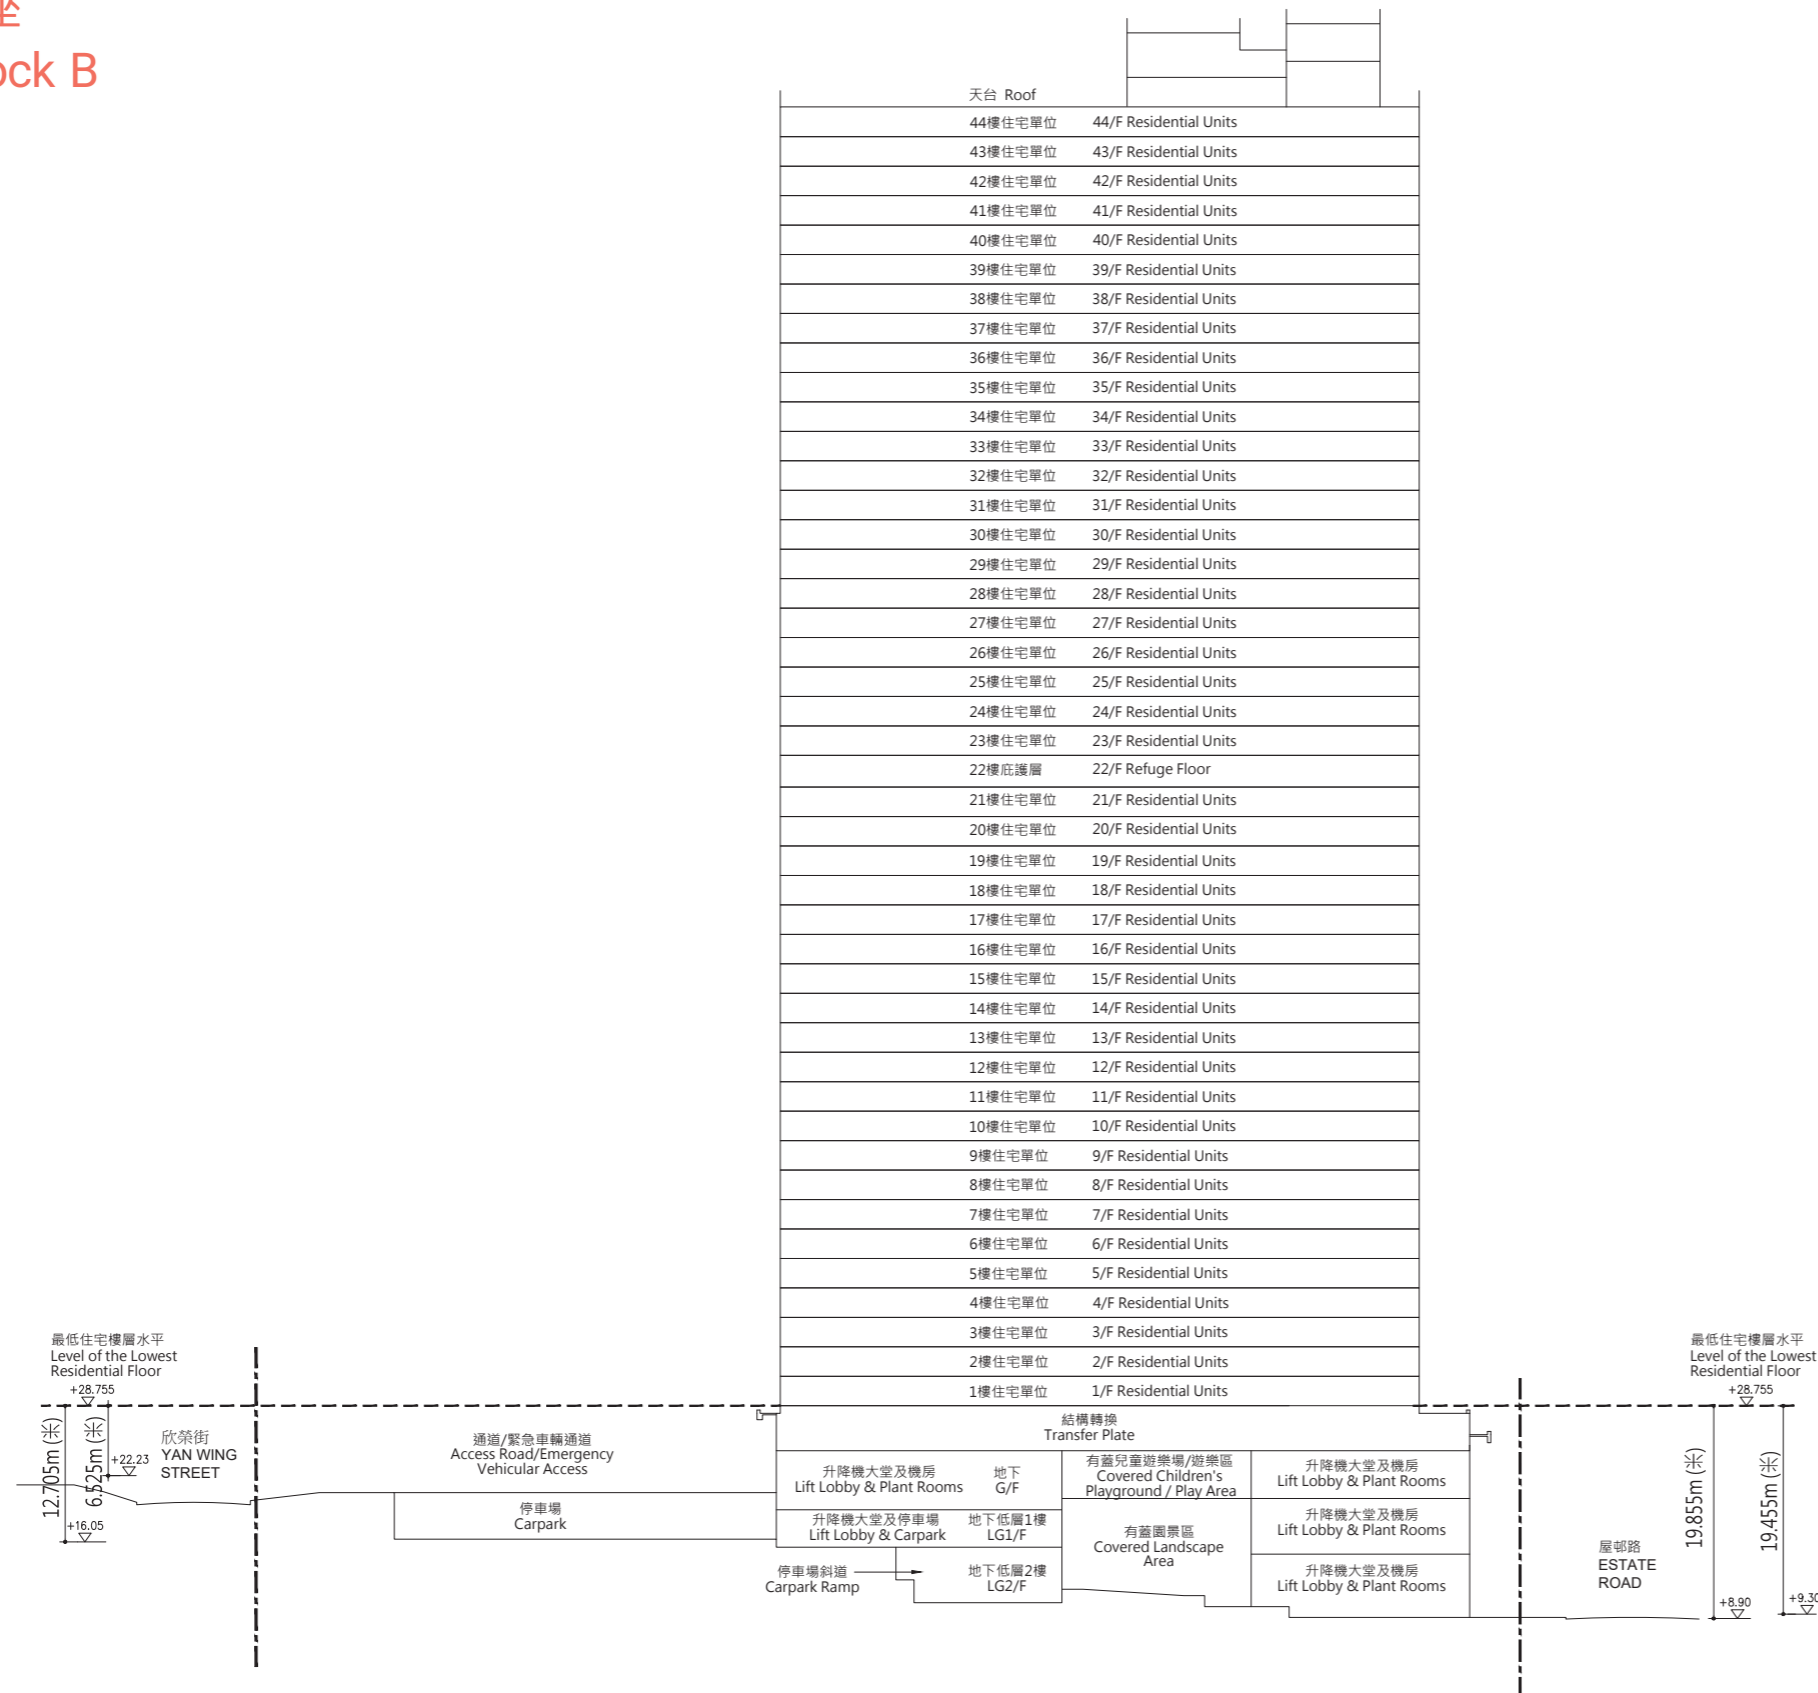 座
ock B
天台 Roof
44樓住宅單位 44/F Residential Units
43樓住宅單位 43/F Residential Units
42樓住宅單位 42/F Residential Units
41樓住宅單位 41/F Residential Units
40樓住宅單位 40/F Residential Units
39樓住宅單位 39/F Residential Units
38樓住宅單位 38/F Residential Units
37樓住宅單位 37/F Residential Units
36樓住宅單位 36/F Residential Units
35樓住宅單位 35/F Residential Units
34樓住宅單位 34/F Residential Units
33樓住宅單位 33/F Residential Units
32樓住宅單位 32/F Residential Units
31樓住宅單位 31/F Residential Units
30樓住宅單位 30/F Residential Units
29樓住宅單位 29/F Residential Units
28樓住宅單位 28/F Residential Units
27樓住宅單位 27/F Residential Units
26樓住宅單位 26/F Residential Units
25樓住宅單位 25/F Residential Units
24樓住宅單位 24/F Residential Units
23樓住宅單位 23/F Residential Units
22樓庇護層 22/F Refuge Floor
21樓住宅單位 21/F Residential Units
20樓住宅單位 20/F Residential Units
19樓住宅單位 19/F Residential Units
18樓住宅單位 18/F Residential Units
17樓住宅單位 17/F Residential Units
16樓住宅單位 16/F Residential Units
15樓住宅單位 15/F Residential Units
14樓住宅單位 14/F Residential Units
13樓住宅單位 13/F Residential Units
12樓住宅單位 12/F Residential Units
11樓住宅單位 11/F Residential Units
10樓住宅單位 10/F Residential Units
9樓住宅單位 9/F Residential Units
8樓住宅單位 8/F Residential Units
7樓住宅單位 7/F Residential Units
6樓住宅單位 6/F Residential Units
5樓住宅單位 5/F Residential Units
4樓住宅單位 4/F Residential Units
3樓住宅單位 3/F Residential Units
2樓住宅單位 2/F Residential Units
1樓住宅單位 1/F Residential Units
最低住宅樓層水平
Level of the Lowest
Residential Floor
+28.755
12.705m (米)
6.525m (米)
+22.23
+16.05
欣榮街
YAN WING
STREET
通道/緊急車輛通道
Access Road/Emergency
Vehicular Access
停車場
Carpark
結構轉換
Transfer Plate
升降機大堂及機房
Lift Lobby & Plant Rooms
地下
G/F
升降機大堂及停車場
Lift Lobby & Carpark
地下低層1樓
LG1/F
停車場斜道
Carpark Ramp
地下低層2樓
LG2/F
有蓋兒童遊樂場/遊樂區
Covered Children's
Playground / Play Area
有蓋園景區
Covered Landscape
Area
升降機大堂及機房
Lift Lobby & Plant Rooms
升降機大堂及機房
Lift Lobby & Plant Rooms
升降機大堂及機房
Lift Lobby & Plant Rooms
屋邨路
ESTATE
ROAD
最低住宅樓層水平
Level of the Lowest
Residential Floor
+28.755
19.855m (米)
19.455m (米)
+8.90
+9.30